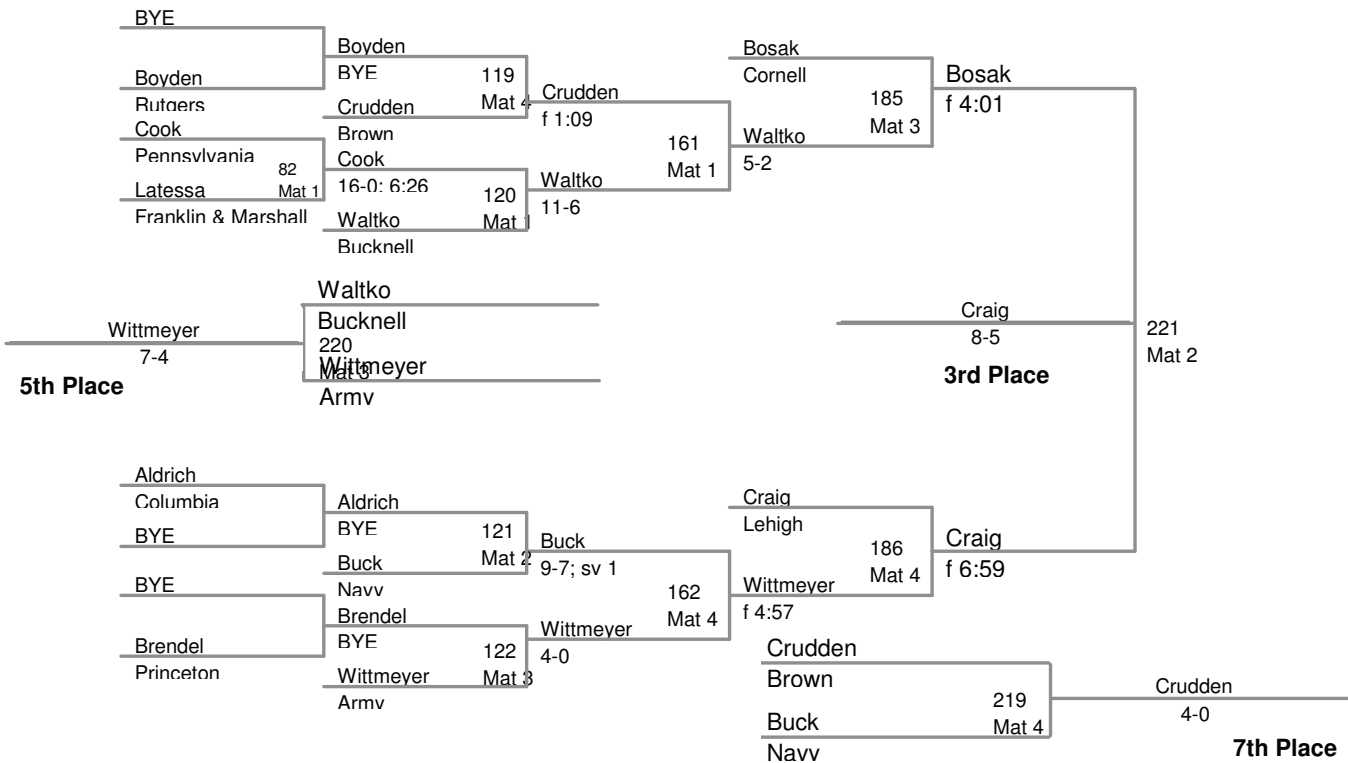 BYE
Boyden
Rutgers
Boyden
BYE
119
Mat 4
Crudden
Brown
Crudden
f 1:09
Cook
Pennsylvania
82
Mat 1
Latessa
Franklin & Marshall
Cook
16-0; 6:26
120
Mat 1
Waltko
Bucknell
Waltko
11-6
161
Mat 1
Bosak
Cornell
Waltko
5-2
185
Mat 3
Bosak
f 4:01
Waltko
Bucknell
220
Mat 3
Wittmeyer
Army
Wittmeyer
7-4
5th Place
Craig
8-5
3rd Place
221
Mat 2
Aldrich
Columbia
BYE
Aldrich
BYE
121
Mat 2
Buck
Navy
Buck
9-7; sv 1
BYE
Brendel
Princeton
Brendel
BYE
122
Mat 3
Wittmeyer
Army
Wittmeyer
4-0
162
Mat 4
Craig
Lehigh
Wittmeyer
f 4:57
186
Mat 4
Craig
f 6:59
Crudden
Brown
Buck
Navy
219
Mat 4
Crudden
4-0
7th Place